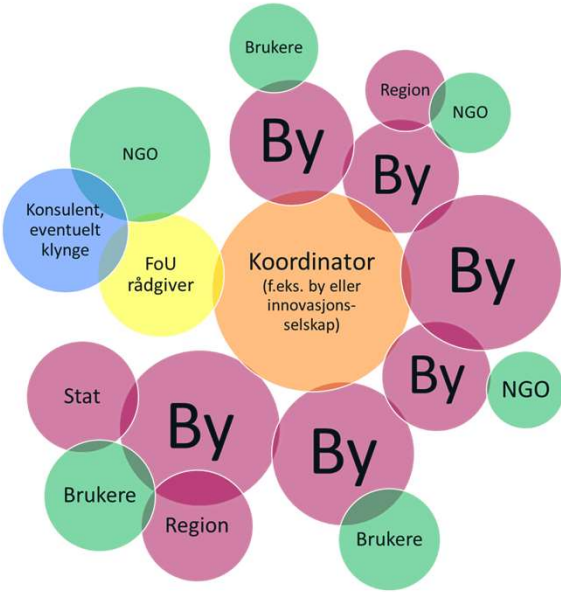 Brukere
Region
NGO
By
By
NGO
Konsulent,
eventuelt
klynge
FoU
rådgiver
Koordinator
(f.eks. by eller
innovasjons-
selskap)
By
By
NGO
Stat
By
By
Brukere
Region
Brukere